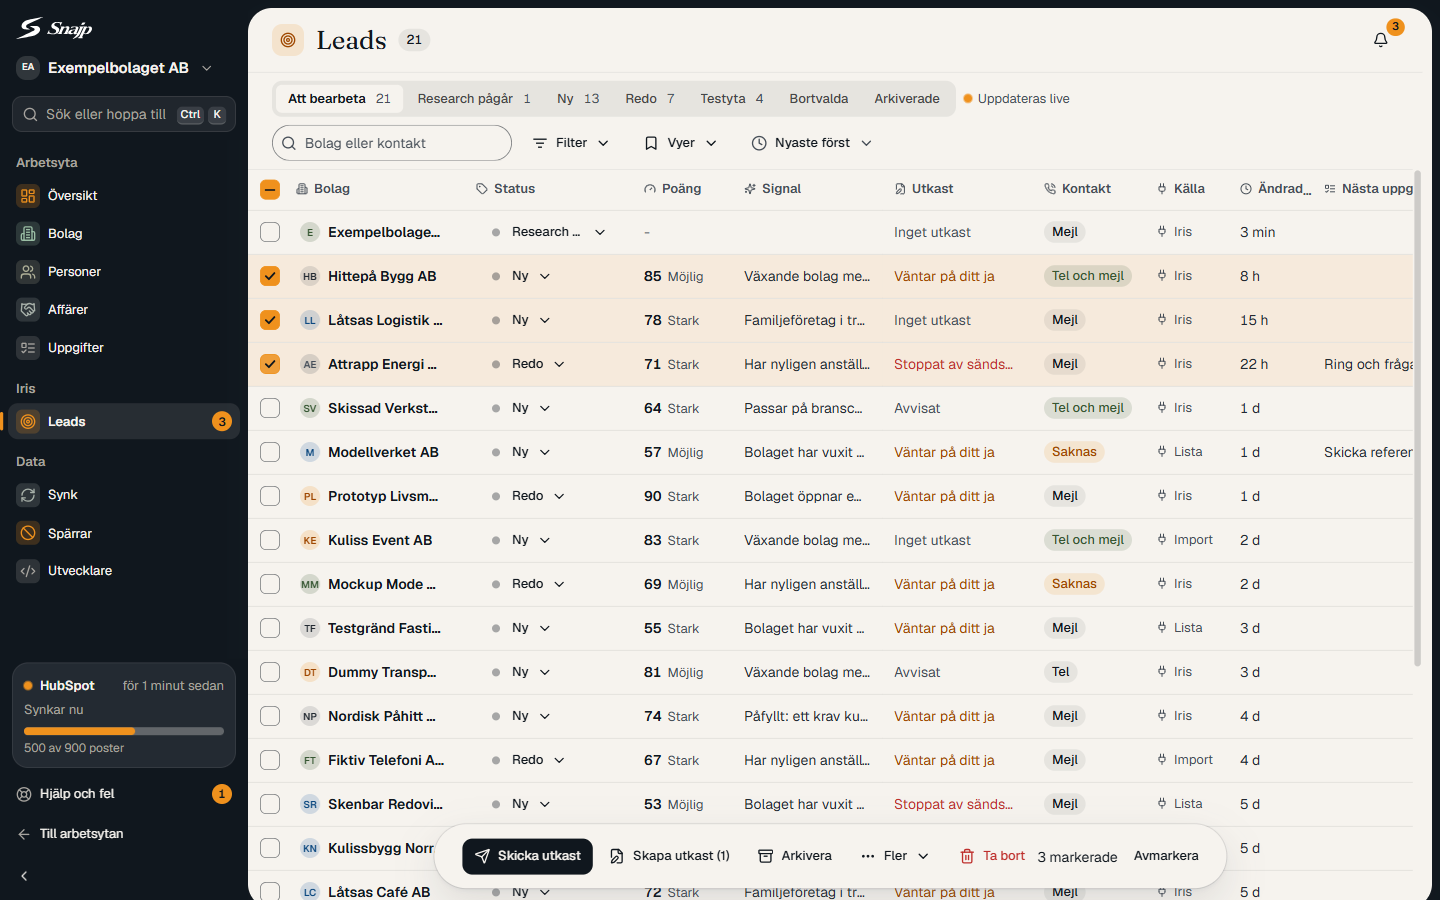 Snajp
EA Exempelbolaget AB
Sök eller hoppa till Ctrl K
Arbetsyta
Översikt
Bolag
Personer
Affärer
Uppgifter
Iris
Leads 3
Data
Synk
Spärrar
Utvecklare
HubSpot för 1 minut sedan
Synkar nu
500 av 900 poster
Hjälp och fel 1
Till arbetsytan
Leads 21
3
Att bearbeta 21 Research pågår 1 Ny 13 Redo 7 Testyta 4 Bortvalda Arkiverade Uppdateras live
Bolag eller kontakt Filter Vyer Nyaste först
Bolag Status Poäng Signal Utkast Kontakt Källa Ändrad... Nästa uppg
E Exempelbolage... Research ... - Inget utkast Mejl Iris 3 min
HB Hittepå Bygg AB Ny 85 Möjlig Växande bolag me... Väntar på ditt ja Tel och mejl Iris 8 h
LL Låtsas Logistik ... Ny 78 Stark Familjeföretag i tr... Inget utkast Mejl Iris 15 h
AE Attrapp Energi ... Redo 71 Stark Har nyligen anställ... Stoppat av sänds... Mejl Iris 22 h Ring och fråga
SV Skissad Verkst... Ny 64 Stark Passar på bransc... Avvisat Tel och mejl Iris 1 d
M Modellverket AB Ny 57 Möjlig Bolaget har vuxit ... Väntar på ditt ja Saknas Lista 1 d Skicka referer
PL Prototyp Livsm... Redo 90 Stark Bolaget öppnar e... Väntar på ditt ja Mejl Iris 1 d
KE Kuliss Event AB Ny 83 Stark Växande bolag me... Inget utkast Tel och mejl Import 2 d
MM Mockup Mode ... Redo 69 Möjlig Har nyligen anställ... Väntar på ditt ja Saknas Iris 2 d
TF Testgränd Fasti... Ny 55 Stark Bolaget har vuxit ... Väntar på ditt ja Mejl Lista 3 d
DT Dummy Transp... Ny 81 Möjlig Växande bolag me... Avvisat Tel Iris 3 d
NP Nordisk Påhitt ... Ny 74 Stark Påfyllt: ett krav ku... Väntar på ditt ja Mejl Iris 4 d
FT Fiktiv Telefoni A... Redo 67 Stark Har nyligen anställ... Väntar på ditt ja Mejl Import 4 d
SR Skenbar Redovi... Ny 53 Möjlig Bolaget har vuxit ... Stoppat av sänds... Mejl Lista 5 d
KN Kulissbygg Norr 5 d
LC Låtsas Café AB Ny 72 Stark Familjeföretag i tr... Väntar på ditt ja Mejl Iris 5 d
Skicka utkast Skapa utkast (1) Arkivera Fler Ta bort 3 markerade Avmarkera